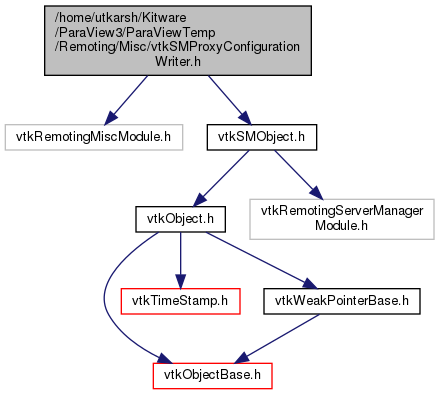 /home/utkarsh/Kitware
/ParaView3/ParaViewTemp
/Remoting/Misc/vtkSMProxyConfiguration
Writer.h
vtkRemotingMiscModule.h
vtkSMObject.h
vtkObject.h
vtkRemotingServerManager
Module.h
vtkTimeStamp.h
vtkWeakPointerBase.h
vtkObjectBase.h